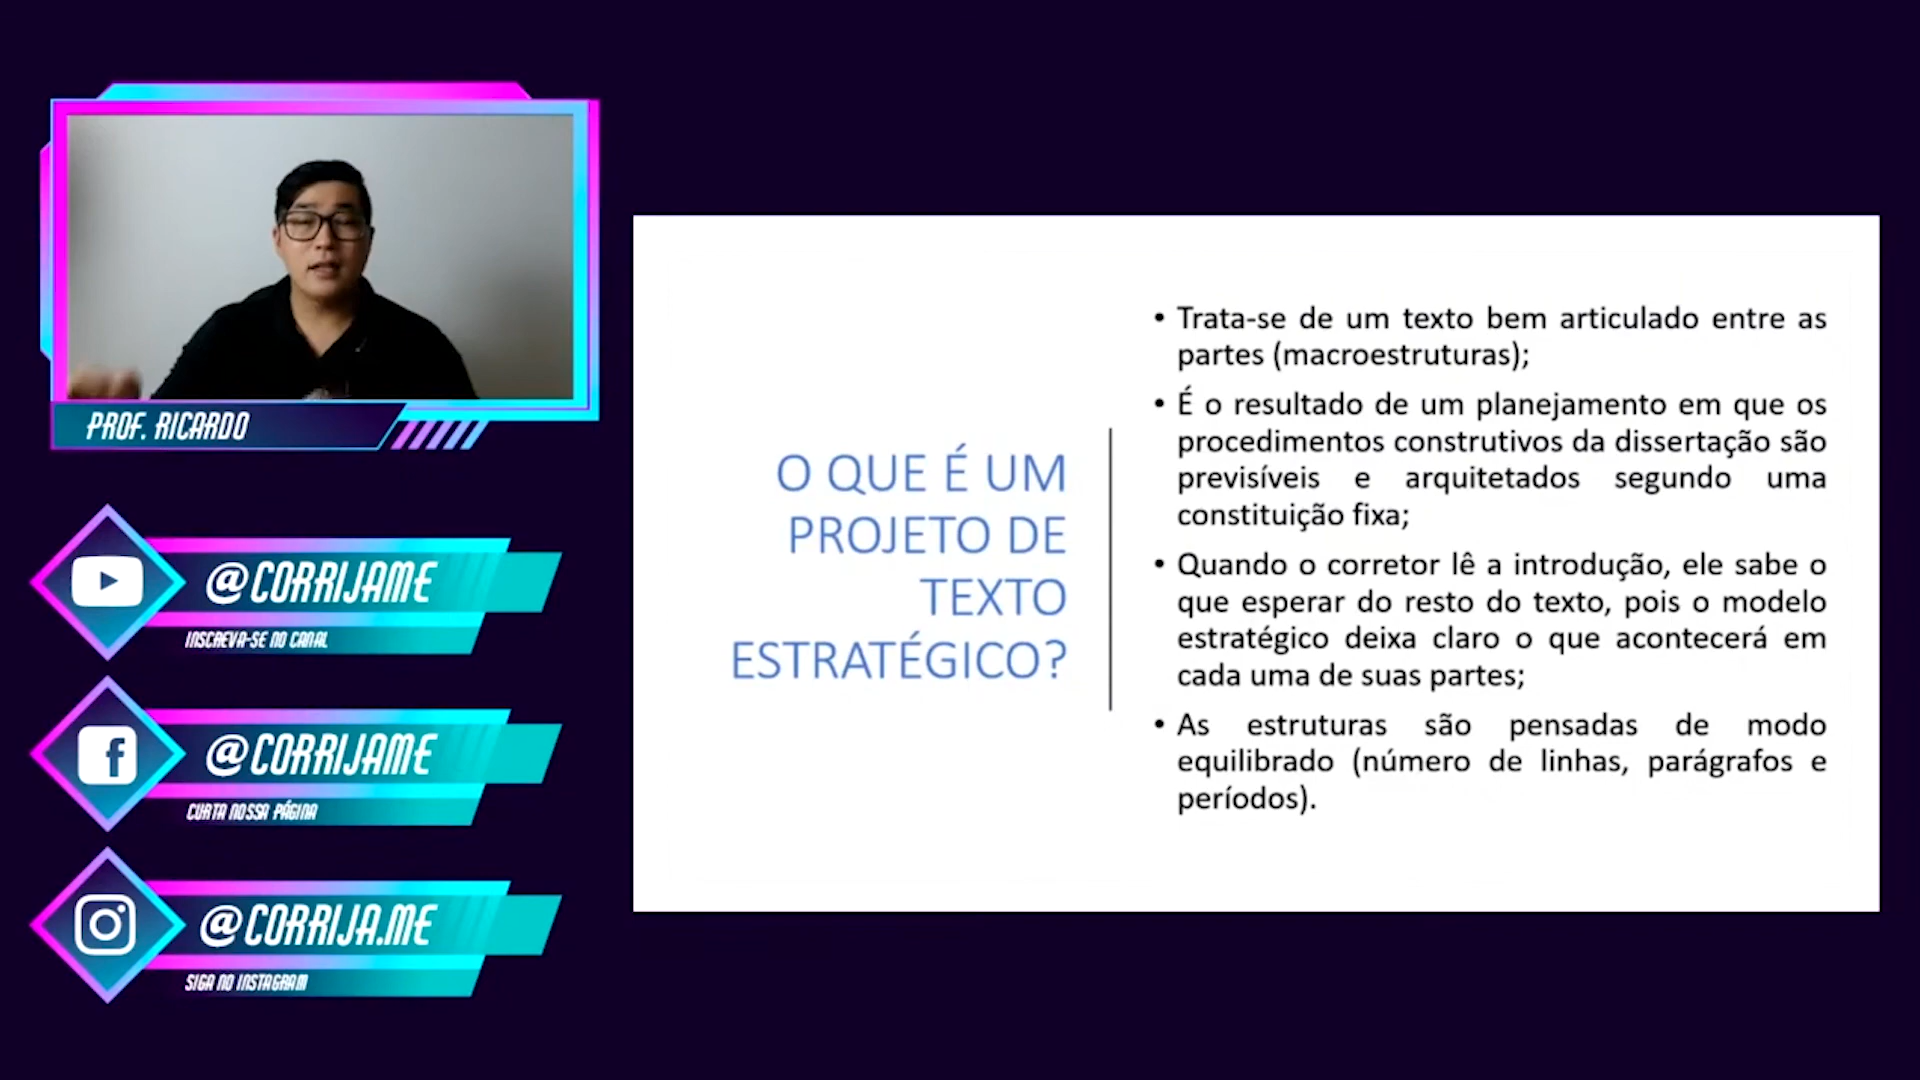 PROF. RICARDO
@CORRIJAME
INSCREVA-SE NO CANAL
@CORRIJAME
CURTA NOSSA PÁGINA
@CORRIJA.ME
SIGA NO INSTAGRAM
O QUE É UM
PROJETO DE
TEXTO
ESTRATÉGICO?
• Trata-se de um texto bem articulado entre as
partes (macroestruturas);
• É o resultado de um planejamento em que os
procedimentos construtivos da dissertação são
previsíveis e arquitetados segundo uma
constituição fixa;
• Quando o corretor lê a introdução, ele sabe o
que esperar do resto do texto, pois o modelo
estratégico deixa claro o que acontecerá em
cada uma de suas partes;
• As estruturas são pensadas de modo
equilibrado (número de linhas, parágrafos e
períodos).